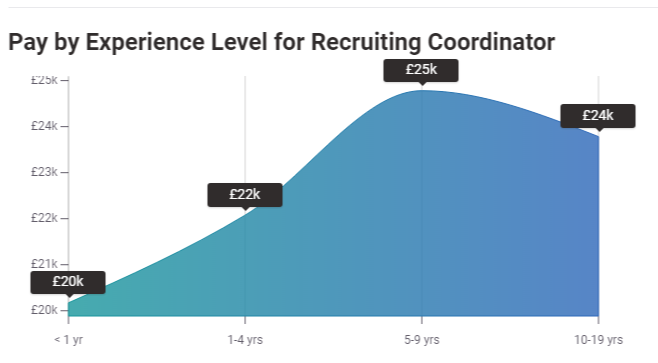 Pay by Experience Level for Recruiting Coordinator
£25k
£25k
£24k
£24k
£23k
£22k
£22k
£21k
£20k
£20k
< 1 yr
1-4 yrs
5-9 yrs
10-19 yrs